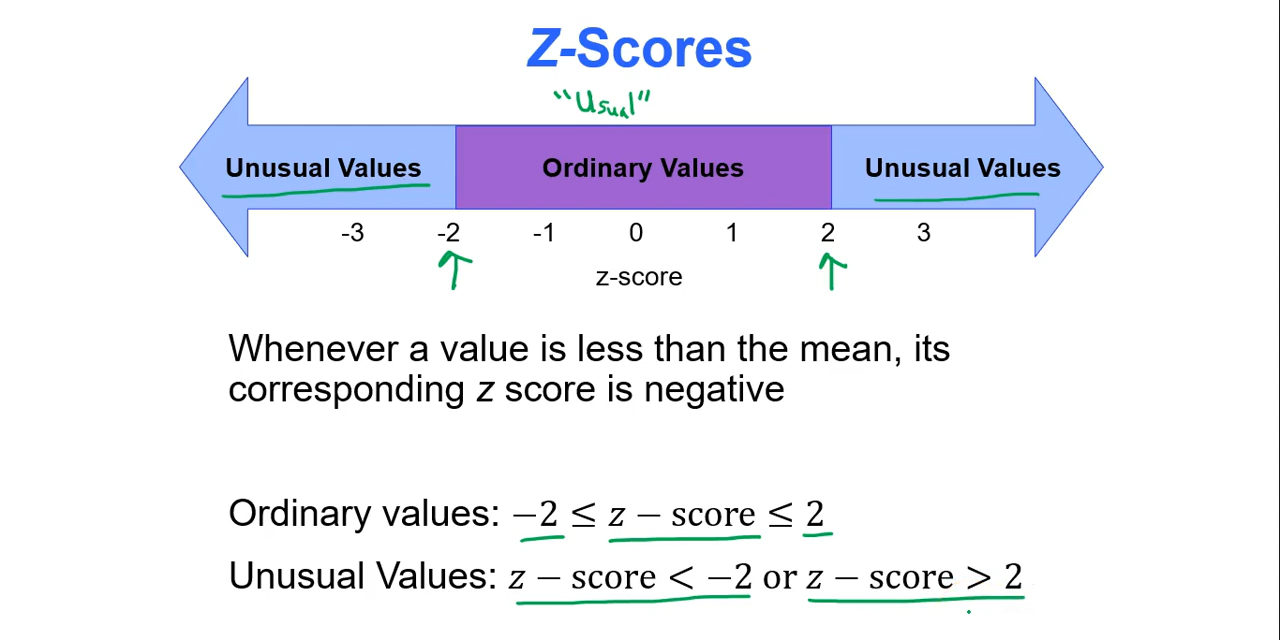 Z-Scores
“Usual”
Unusual Values Ordinary Values Unusual Values
-3 -2 -1 0 1 2 3
z-score
Whenever a value is less than the mean, its
corresponding z score is negative
Ordinary values: −2 ≤ z − score ≤ 2
Unusual Values: z − score < −2 or z − score > 2